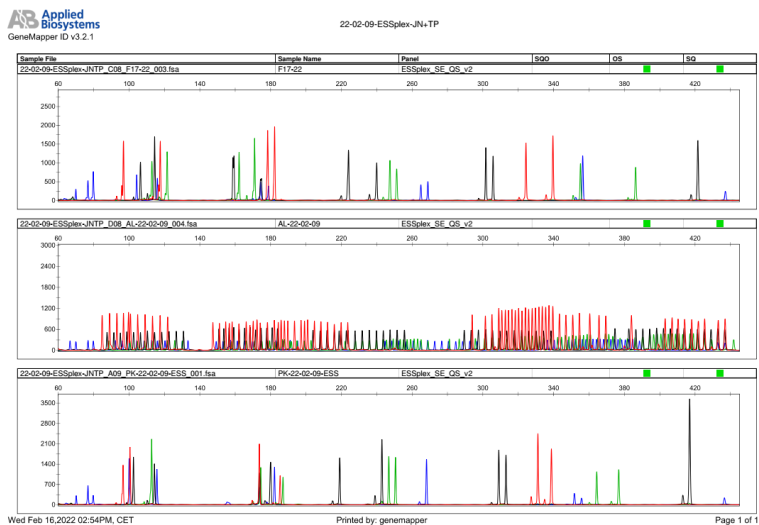 AB Applied Biosystems
22-02-09-ESSplex-JN+TP
GeneMapper ID v3.2.1
Sample File Sample Name Panel SQO OS SQ
22-02-09-ESSplex-JNTP_C08_F17-22_003.fsa F17-22 ESSplex_SE_QS_v2
60 100 140 180 220 260 300 340 380 420
2500
2000
1500
1000
500
0
22-02-09-ESSplex-JNTP_D08_AL-22-02-09_004.fsa AL-22-02-09 ESSplex_SE_QS_v2
60 100 140 180 220 260 300 340 380 420
3000
2400
1800
1200
600
0
22-02-09-ESSplex-JNTP_A09_PK-22-02-09-ESS_001.fsa PK-22-02-09-ESS ESSplex_SE_QS_v2
60 100 140 180 220 260 300 340 380 420
3500
2800
2100
1400
700
0
Wed Feb 16,2022 02:54PM, CET Printed by: genemapper Page 1 of 1